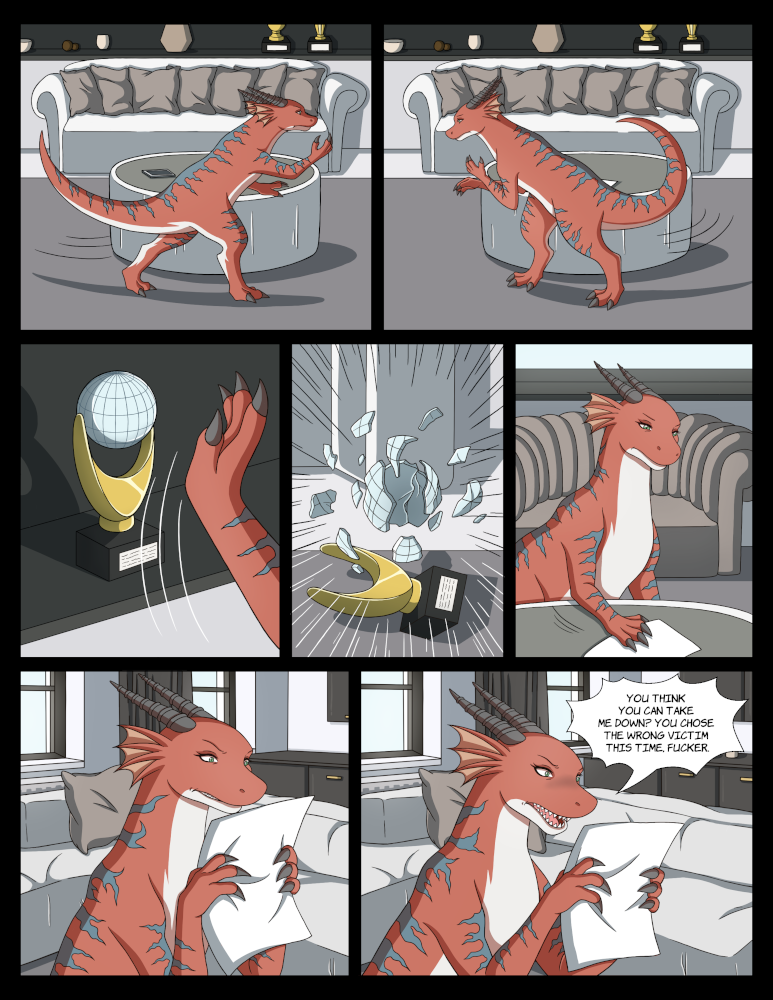 YOU THINK
YOU CAN TAKE
ME DOWN? YOU CHOSE
THE WRONG VICTIM
THIS TIME, FUCKER.